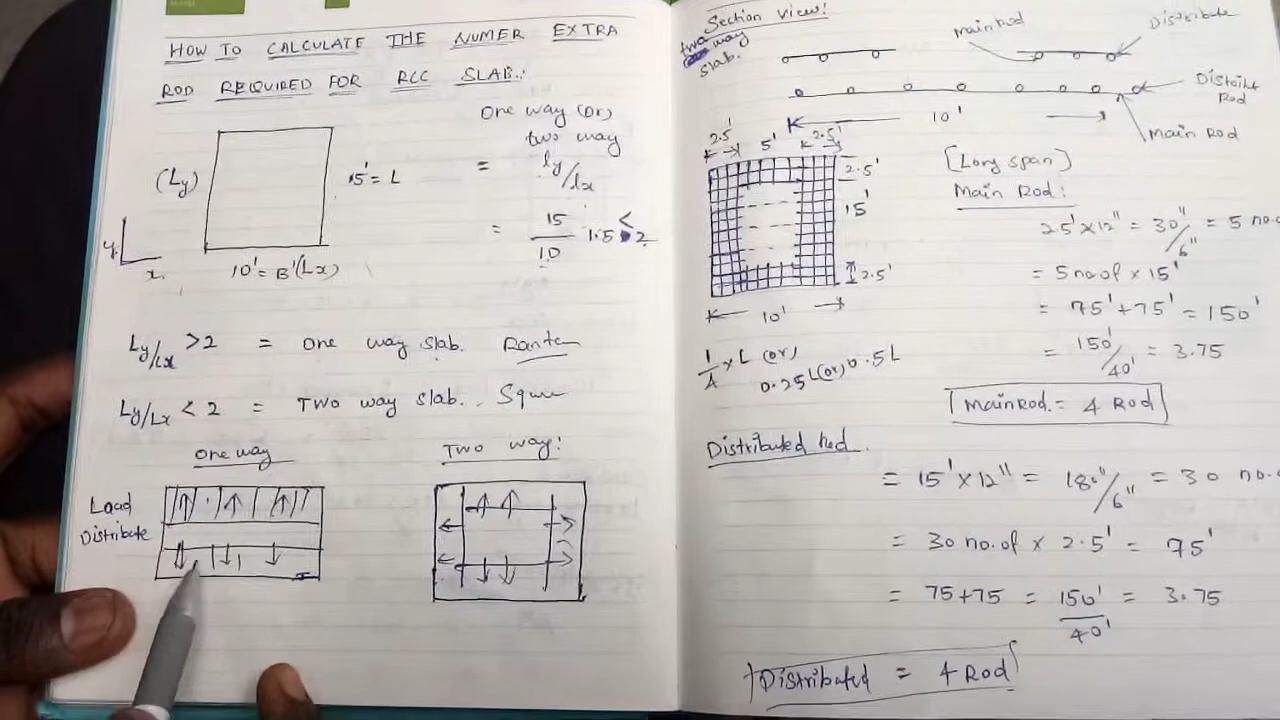 HOW TO CALCULATE THE NUMER EXTRA
ROD REQUIRED FOR RCC SLAB.
(Ly)
15' = L
10' = B'(Lx)
y
x
One way (or)
two way
= ly/lx
= 15/10 1.5 < 2
Ly/Lx >2 = One way slab.
Ly/Lx < 2 = TWO way slab.
One way
TWO way:
Load
Distribute
Section view:
two way
slab.
main rod
Distribute
10'
Distribute
Rod
Main Rod
2.5' 5' 2.5'
2.5'
15'
2.5'
10'
1/4 x L (or)
0.25L (or) 0.5L
[Long span]
Main Rod:
2.5' x 12" = 30"/6" = 5 no.
= 5 no of x 15'
= 75' + 75' = 150'
= 150'/40' = 3.75
Main Rod = 4 Rod
Distributed Rod.
= 15' x 12" = 180"/6" = 30 no.
= 30 no. of x 2.5' = 75'
= 75+75 = 150'/40' = 3.75
Distributed = 4 Rod